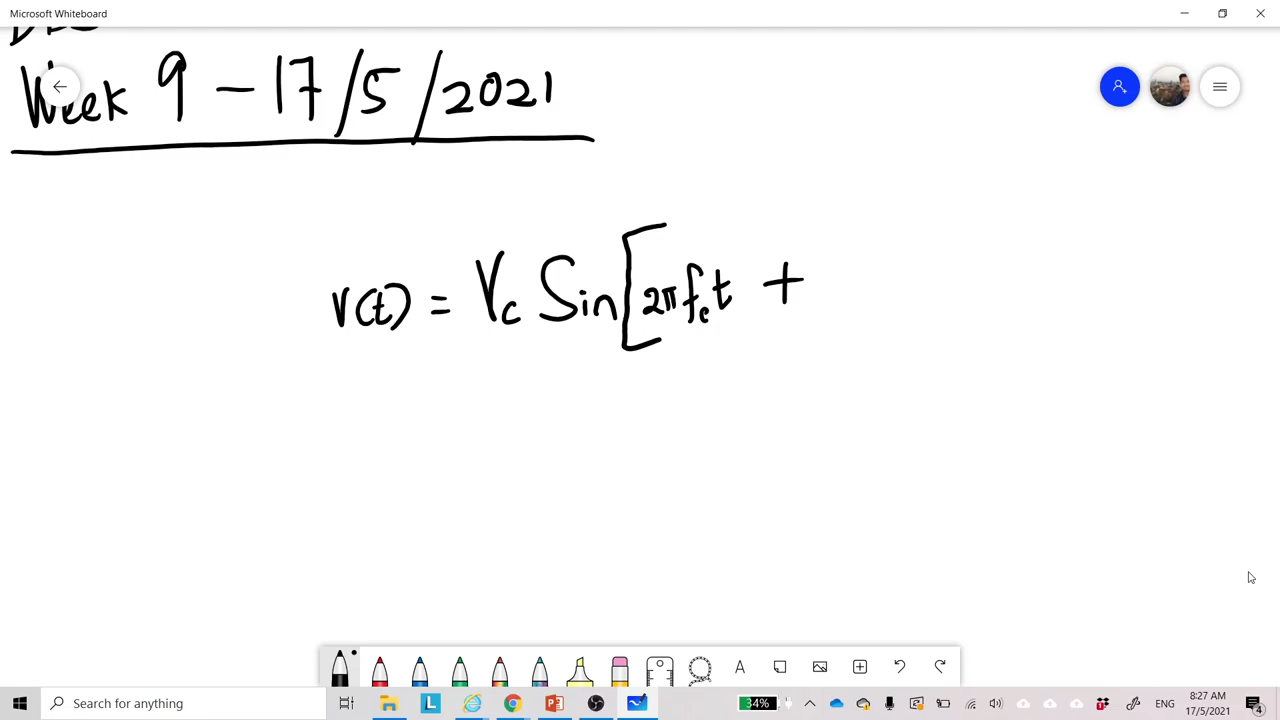 Microsoft Whiteboard
Week 9 – 17/5/2021
v(t) = Vc Sin[2πfct +
Search for anything
34%
ENG
8:27 AM
17/5/2021
4